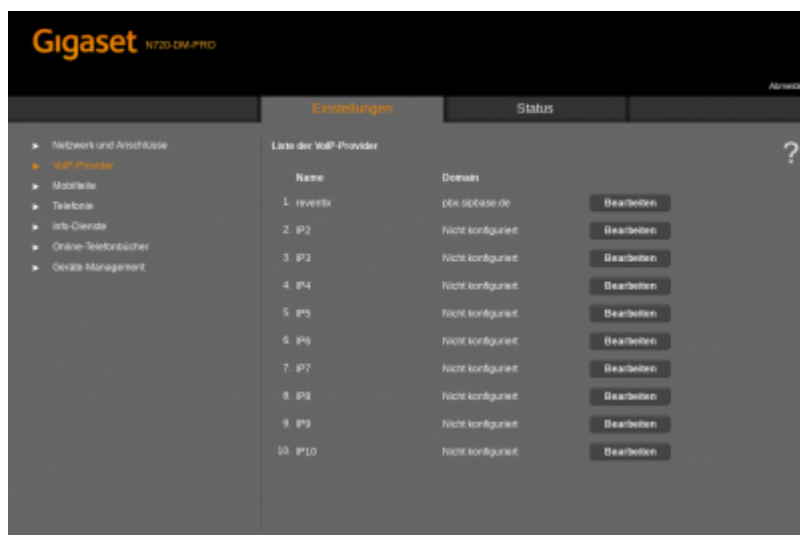 Gigaset N720-DM-PRO
Abmelde
Einstellungen
Status
Netzwerk und Anschlüsse
VoIP-Provider
Mobilteile
Telefonie
Info-Dienste
Online-Telefonbücher
Geräte-Management
Liste der VoIP-Provider
?
Name Domain
1. reventix pbx.sipbase.de Bearbeiten
2. IP2 Nicht konfiguriert Bearbeiten
3. IP3 Nicht konfiguriert Bearbeiten
4. IP4 Nicht konfiguriert Bearbeiten
5. IP5 Nicht konfiguriert Bearbeiten
6. IP6 Nicht konfiguriert Bearbeiten
7. IP7 Nicht konfiguriert Bearbeiten
8. IP8 Nicht konfiguriert Bearbeiten
9. IP9 Nicht konfiguriert Bearbeiten
10. IP10 Nicht konfiguriert Bearbeiten